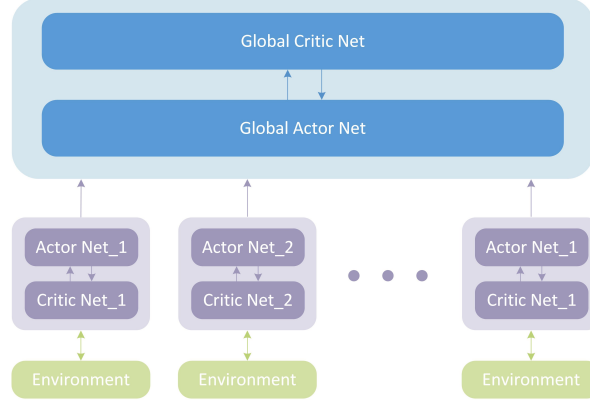 Global Critic Net
Global Actor Net
Actor Net_1
Critic Net_1
Environment
Actor Net_2
Critic Net_2
Environment
Actor Net_1
Critic Net_1
Environment